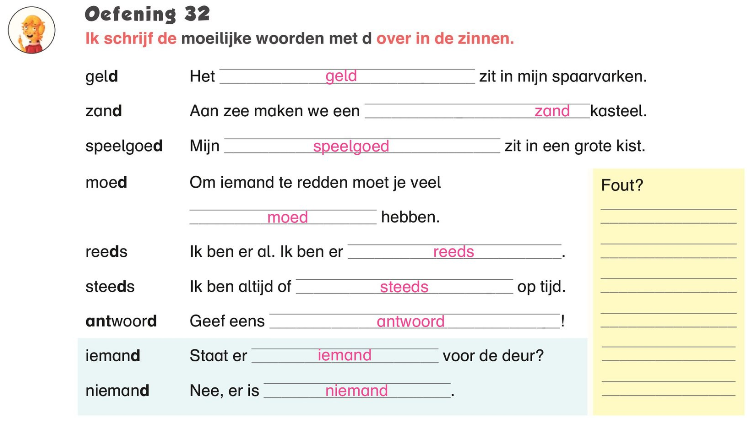 Oefening 32
Ik schrijf de moeilijke woorden met d over in de zinnen.
geld Het geld zit in mijn spaarvarken.
zand Aan zee maken we een zand kasteel.
speelgoed Mijn speelgoed zit in een grote kist.
moed Om iemand te redden moet je veel
moed hebben.
reeds Ik ben er al. Ik ben er reeds.
steeds Ik ben altijd of steeds op tijd.
antwoord Geef eens antwoord!
iemand Staat er iemand voor de deur?
niemand Nee, er is niemand.
Fout?